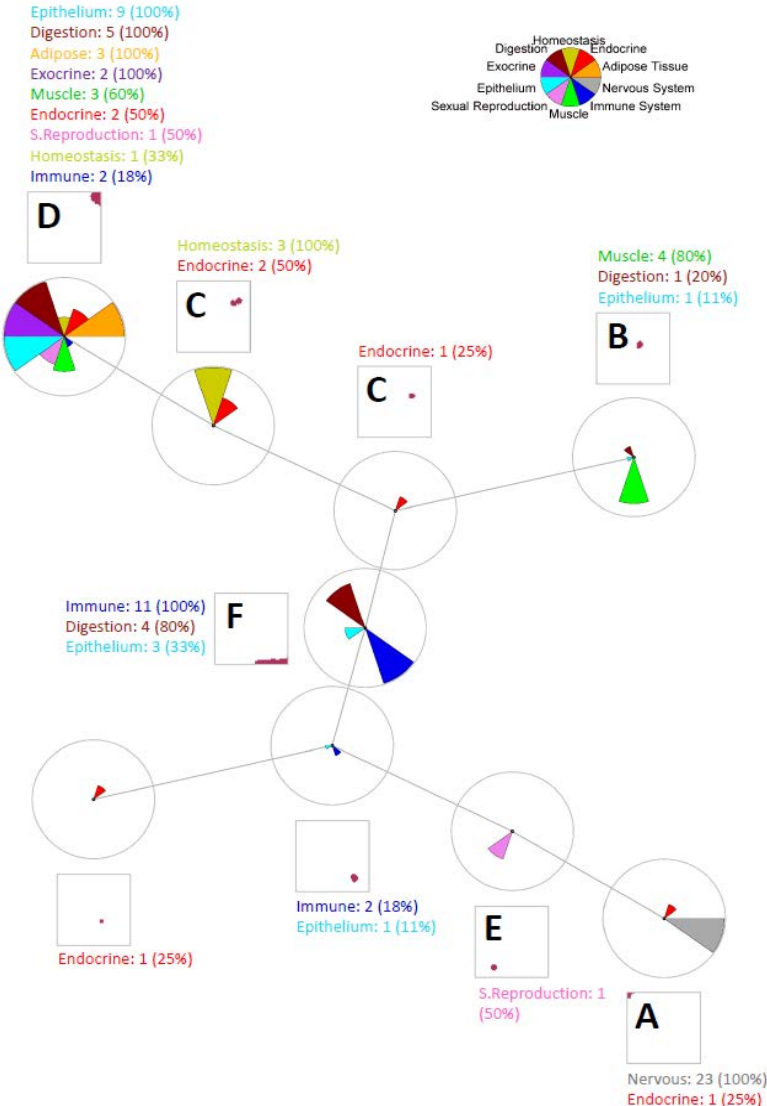 Epithelium: 9 (100%)
Digestion: 5 (100%)
Adipose: 3 (100%)
Exocrine: 2 (100%)
Muscle: 3 (60%)
Endocrine: 2 (50%)
S.Reproduction: 1 (50%)
Homeostasis: 1 (33%)
Immune: 2 (18%)
D
Homeostasis
Digestion
Endocrine
Exocrine
Adipose Tissue
Epithelium
Nervous System
Sexual Reproduction
Immune System
Muscle
Homeostasis: 3 (100%)
Endocrine: 2 (50%)
C
Muscle: 4 (80%)
Digestion: 1 (20%)
Epithelium: 1 (11%)
B
Endocrine: 1 (25%)
C
Immune: 11 (100%)
Digestion: 4 (80%)
Epithelium: 3 (33%)
F
Endocrine: 1 (25%)
Immune: 2 (18%)
Epithelium: 1 (11%)
E
S.Reproduction: 1
(50%)
A
Nervous: 23 (100%)
Endocrine: 1 (25%)